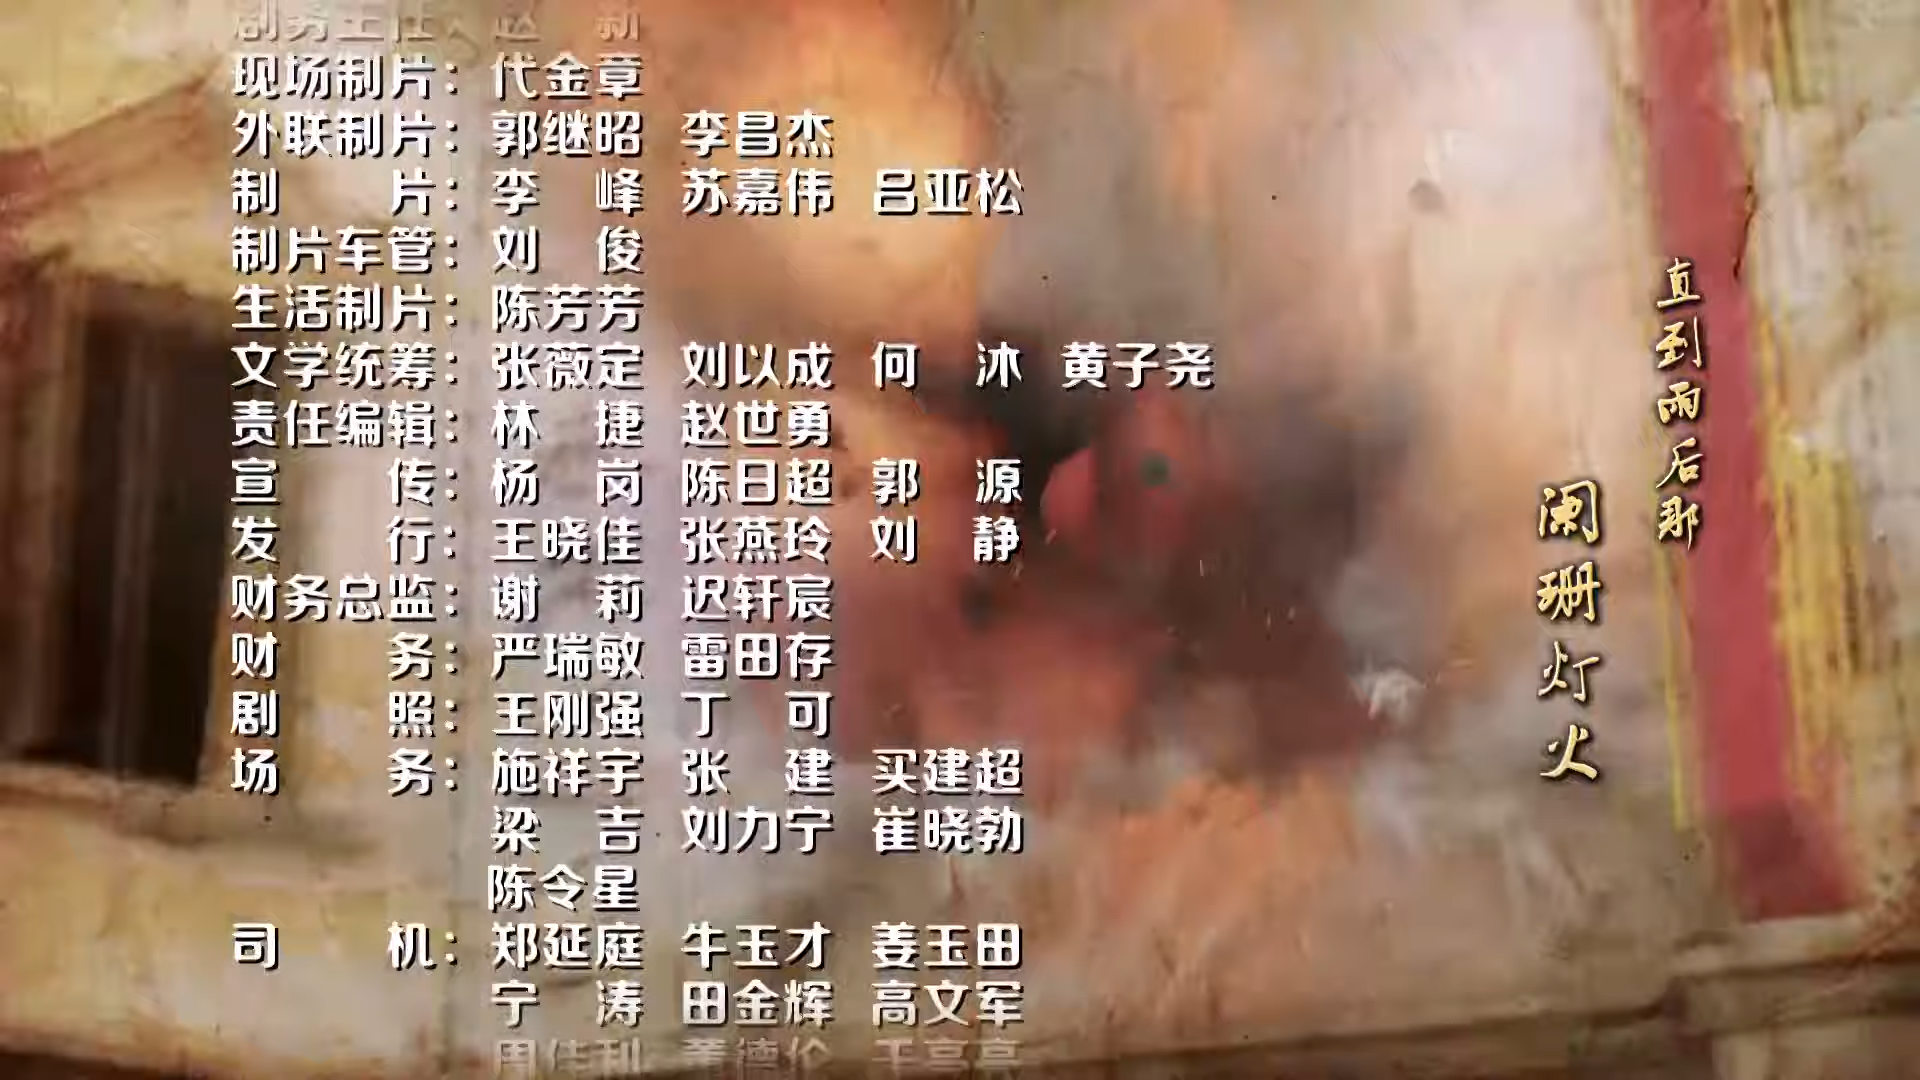 现场制片：代金章
外联制片：郭继昭 李昌杰
制 片：李 峰 苏嘉伟 吕亚松
制片车管：刘 俊
生活制片：陈芳芳
文学统筹：张薇定 刘以成 何 沐 黄子尧
责任编辑：林 捷 赵世勇
宣 传：杨 岗 陈日超 郭 源
发 行：王晓佳 张燕玲 刘 静
财务总监：谢 莉 迟轩宸
财 务：严瑞敏 雷田存
剧 照：王刚强 丁 可
场 务：施祥宇 张 建 买建超
梁 吉 刘力宁 崔晓勃
陈令星
司 机：郑延庭 牛玉才 姜玉田
宁 涛 田金辉 高文军
直到雨后那
阑珊灯火